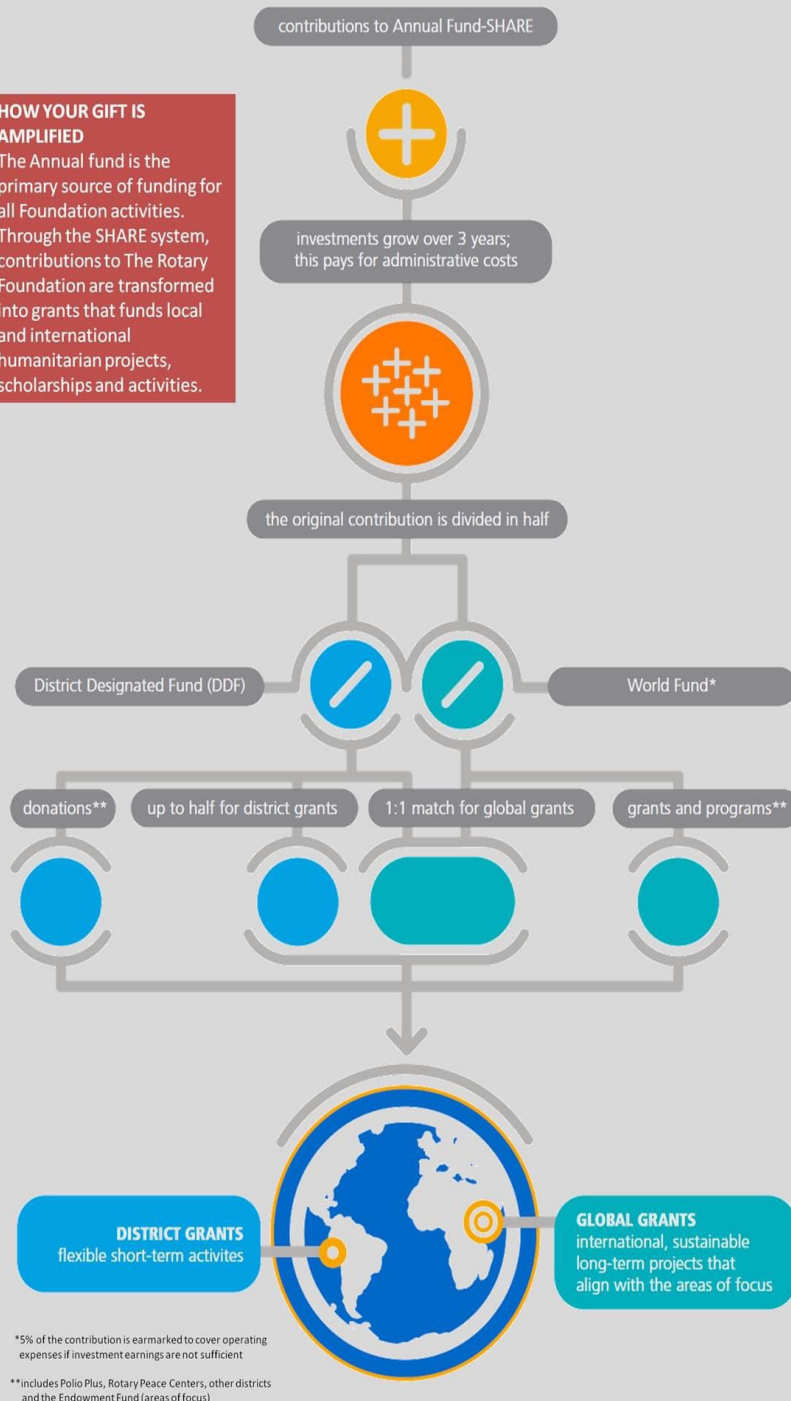 contributions to Annual Fund-SHARE
HOW YOUR GIFT IS
AMPLIFIED
The Annual fund is the
primary source of funding for
all Foundation activities.
Through the SHARE system,
contributions to The Rotary
Foundation are transformed
into grants that funds local
and international
humanitarian projects,
scholarships and activities.
investments grow over 3 years;
this pays for administrative costs
the original contribution is divided in half
District Designated Fund (DDF)
World Fund*
donations**
up to half for district grants
1:1 match for global grants
grants and programs**
DISTRICT GRANTS
flexible short-term activites
GLOBAL GRANTS
international, sustainable
long-term projects that
align with the areas of focus
*5% of the contribution is earmarked to cover operating
expenses if investment earnings are not sufficient
**includes Polio Plus, Rotary Peace Centers, other districts
and the Endowment Fund (areas of focus)